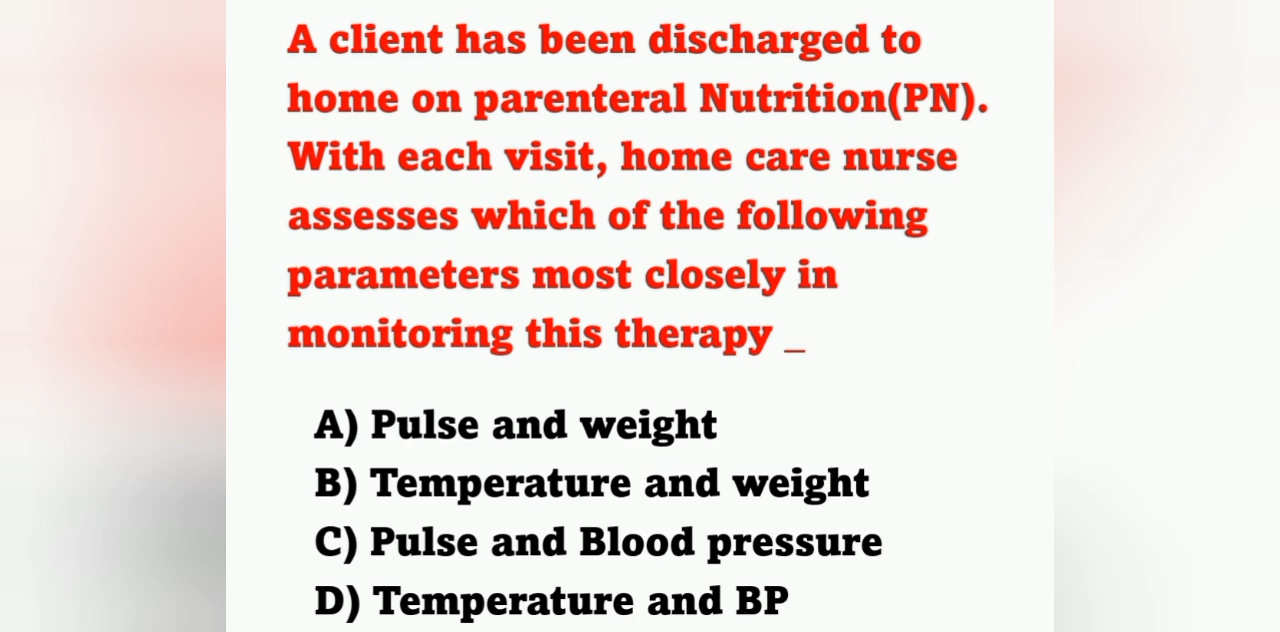 A client has been discharged to
home on parenteral Nutrition(PN).
With each visit, home care nurse
assesses which of the following
parameters most closely in
monitoring this therapy _
A) Pulse and weight
B) Temperature and weight
C) Pulse and Blood pressure
D) Temperature and BP